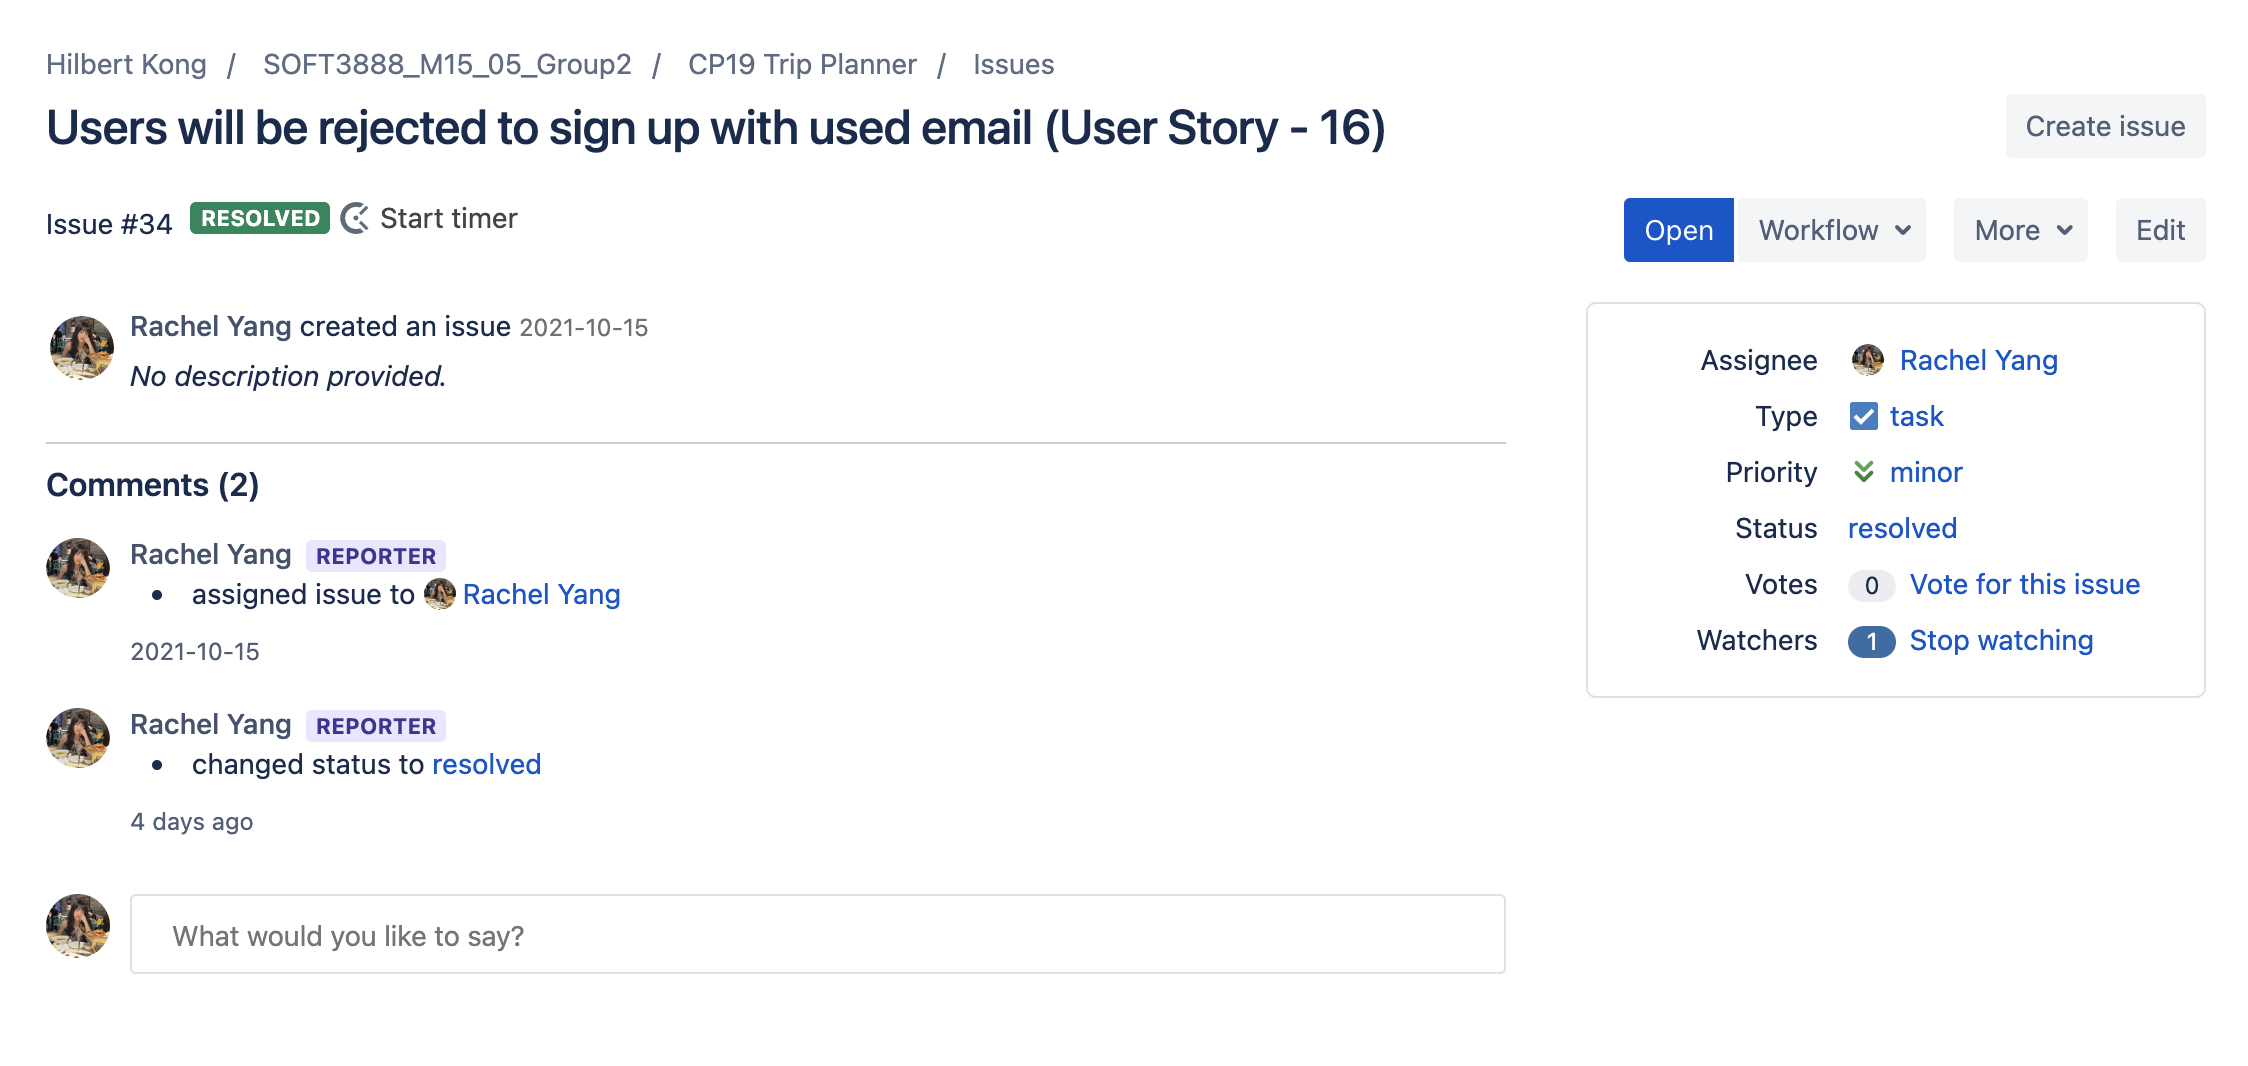 Hilbert Kong / SOFT3888_M15_05_Group2 / CP19 Trip Planner / Issues
Users will be rejected to sign up with used email (User Story - 16)
Create issue
Issue #34 RESOLVED Start timer
Open Workflow More Edit
Rachel Yang created an issue 2021-10-15
No description provided.
Assignee Rachel Yang
Type task
Priority minor
Status resolved
Votes 0 Vote for this issue
Watchers 1 Stop watching
Comments (2)
Rachel Yang REPORTER
• assigned issue to Rachel Yang
2021-10-15
Rachel Yang REPORTER
• changed status to resolved
4 days ago
What would you like to say?